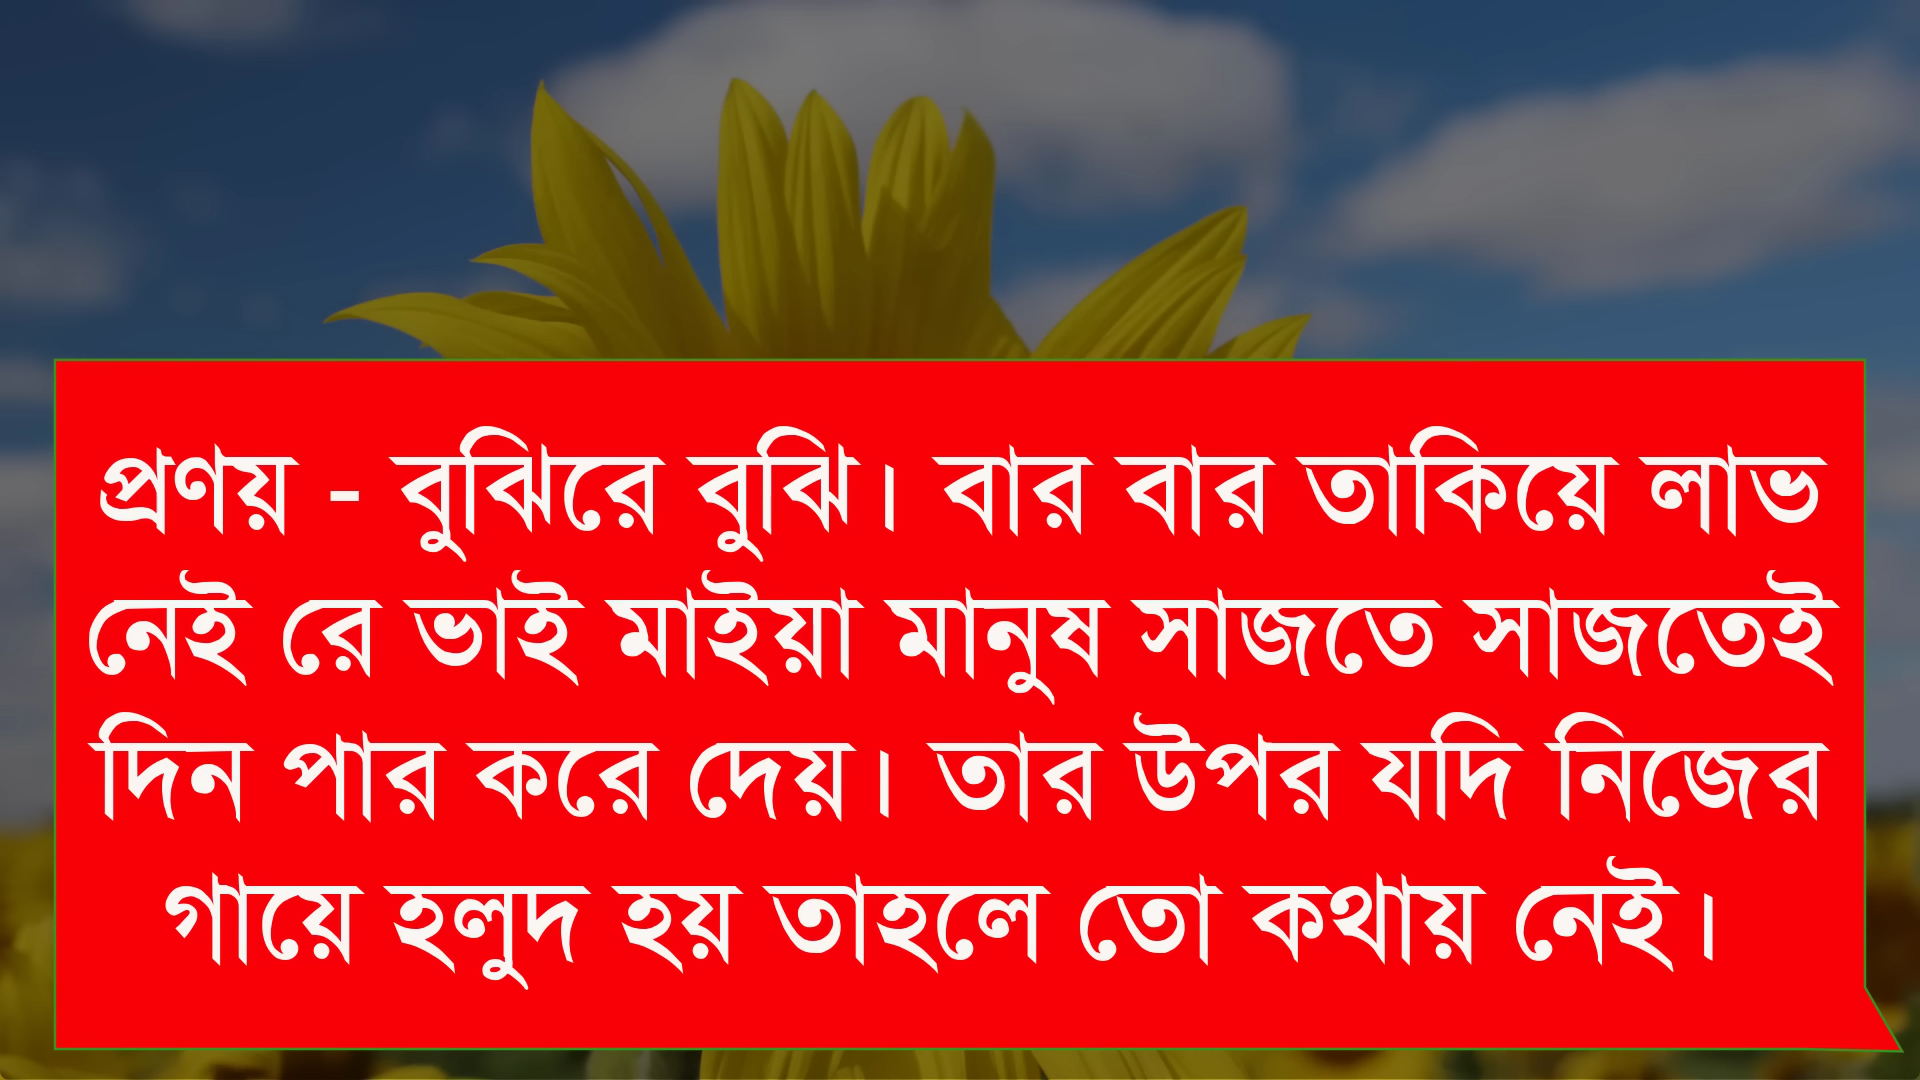 প্রণয় - বুঝিরে বুঝি। বার বার তাকিয়ে লাভ
নেই রে ভাই মাইয়া মানুষ সাজতে সাজতেই
দিন পার করে দেয়। তার উপর যদি নিজের
গায়ে হলুদ হয় তাহলে তো কথায় নেই।